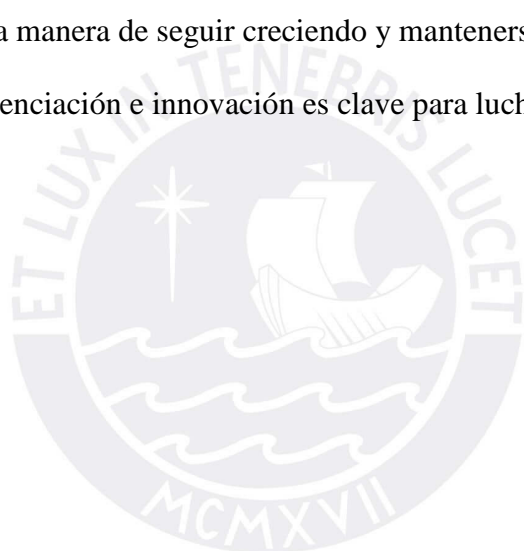 a manera de seguir creciendo y manteners
enciación e innovación es clave para luch
ET LUX IN TENEBRIS LUCET
MCMXVII